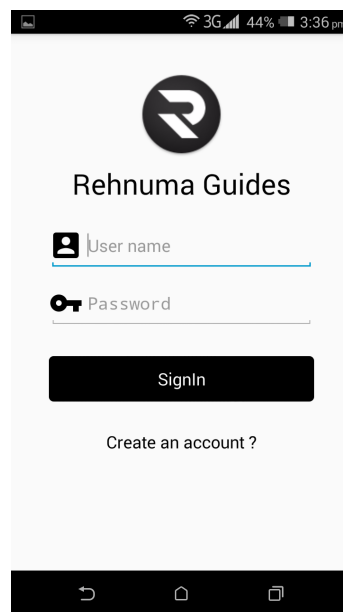 3G 44% 3:36 pm
Rehnuma Guides
User name
Password
SignIn
Create an account ?